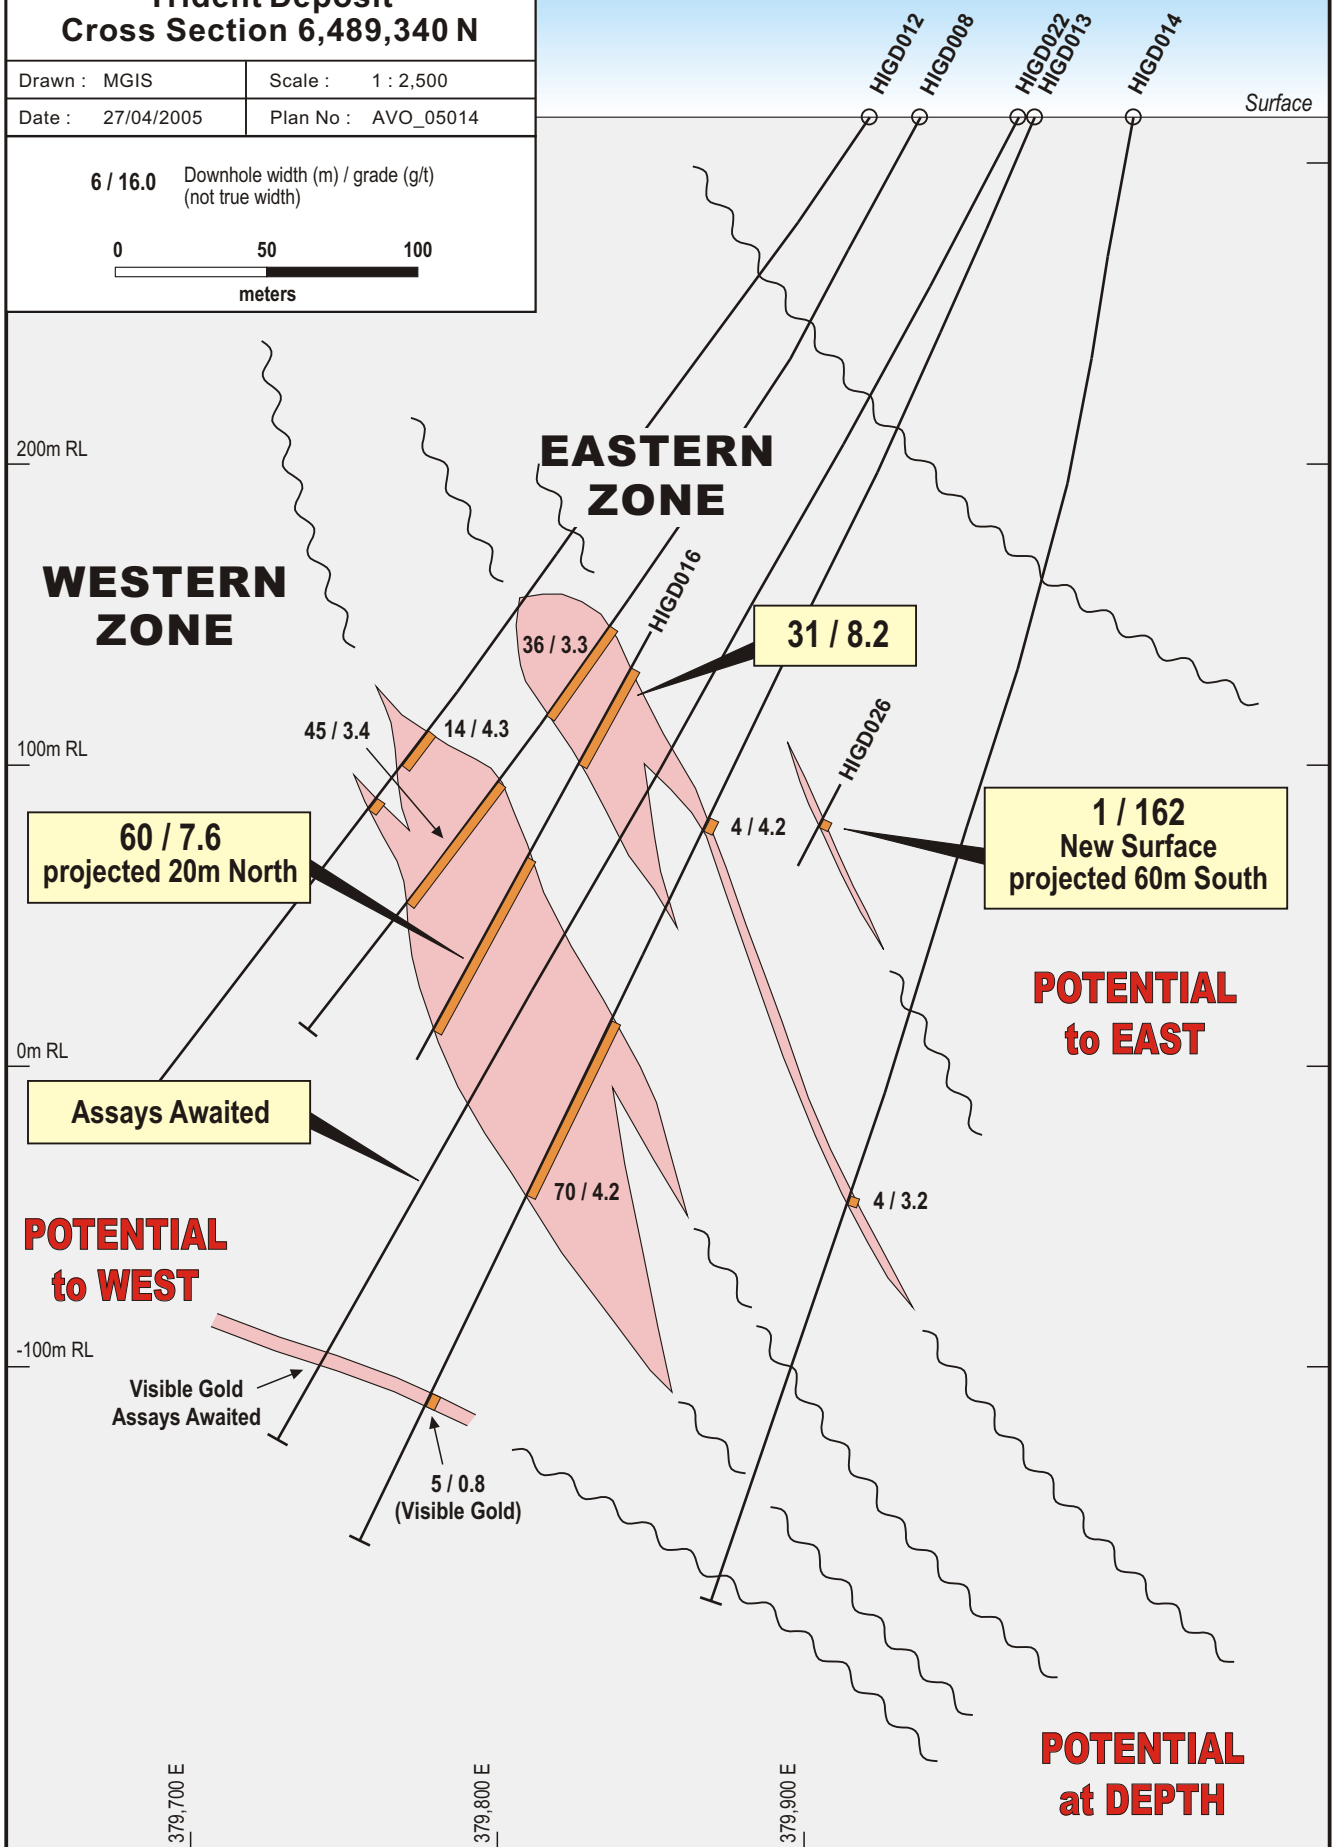 Trident Deposit
Cross Section 6,489,340 N
Drawn : MGIS
Scale : 1 : 2,500
Date : 27/04/2005
Plan No : AVO_05014
6 / 16.0
Downhole width (m) / grade (g/t)
(not true width)
0 50 100
meters
HIGD012
HIGD008
HIGD022
HIGD013
HIGD014
Surface
200m RL
EASTERN
ZONE
WESTERN
ZONE
HIGD016
36 / 3.3
31 / 8.2
45 / 3.4
14 / 4.3
100m RL
HIGD026
60 / 7.6
projected 20m North
4 / 4.2
1 / 162
New Surface
projected 60m South
POTENTIAL
to EAST
0m RL
Assays Awaited
70 / 4.2
4 / 3.2
POTENTIAL
to WEST
-100m RL
Visible Gold
Assays Awaited
5 / 0.8
(Visible Gold)
POTENTIAL
at DEPTH
379,700 E
379,800 E
379,900 E